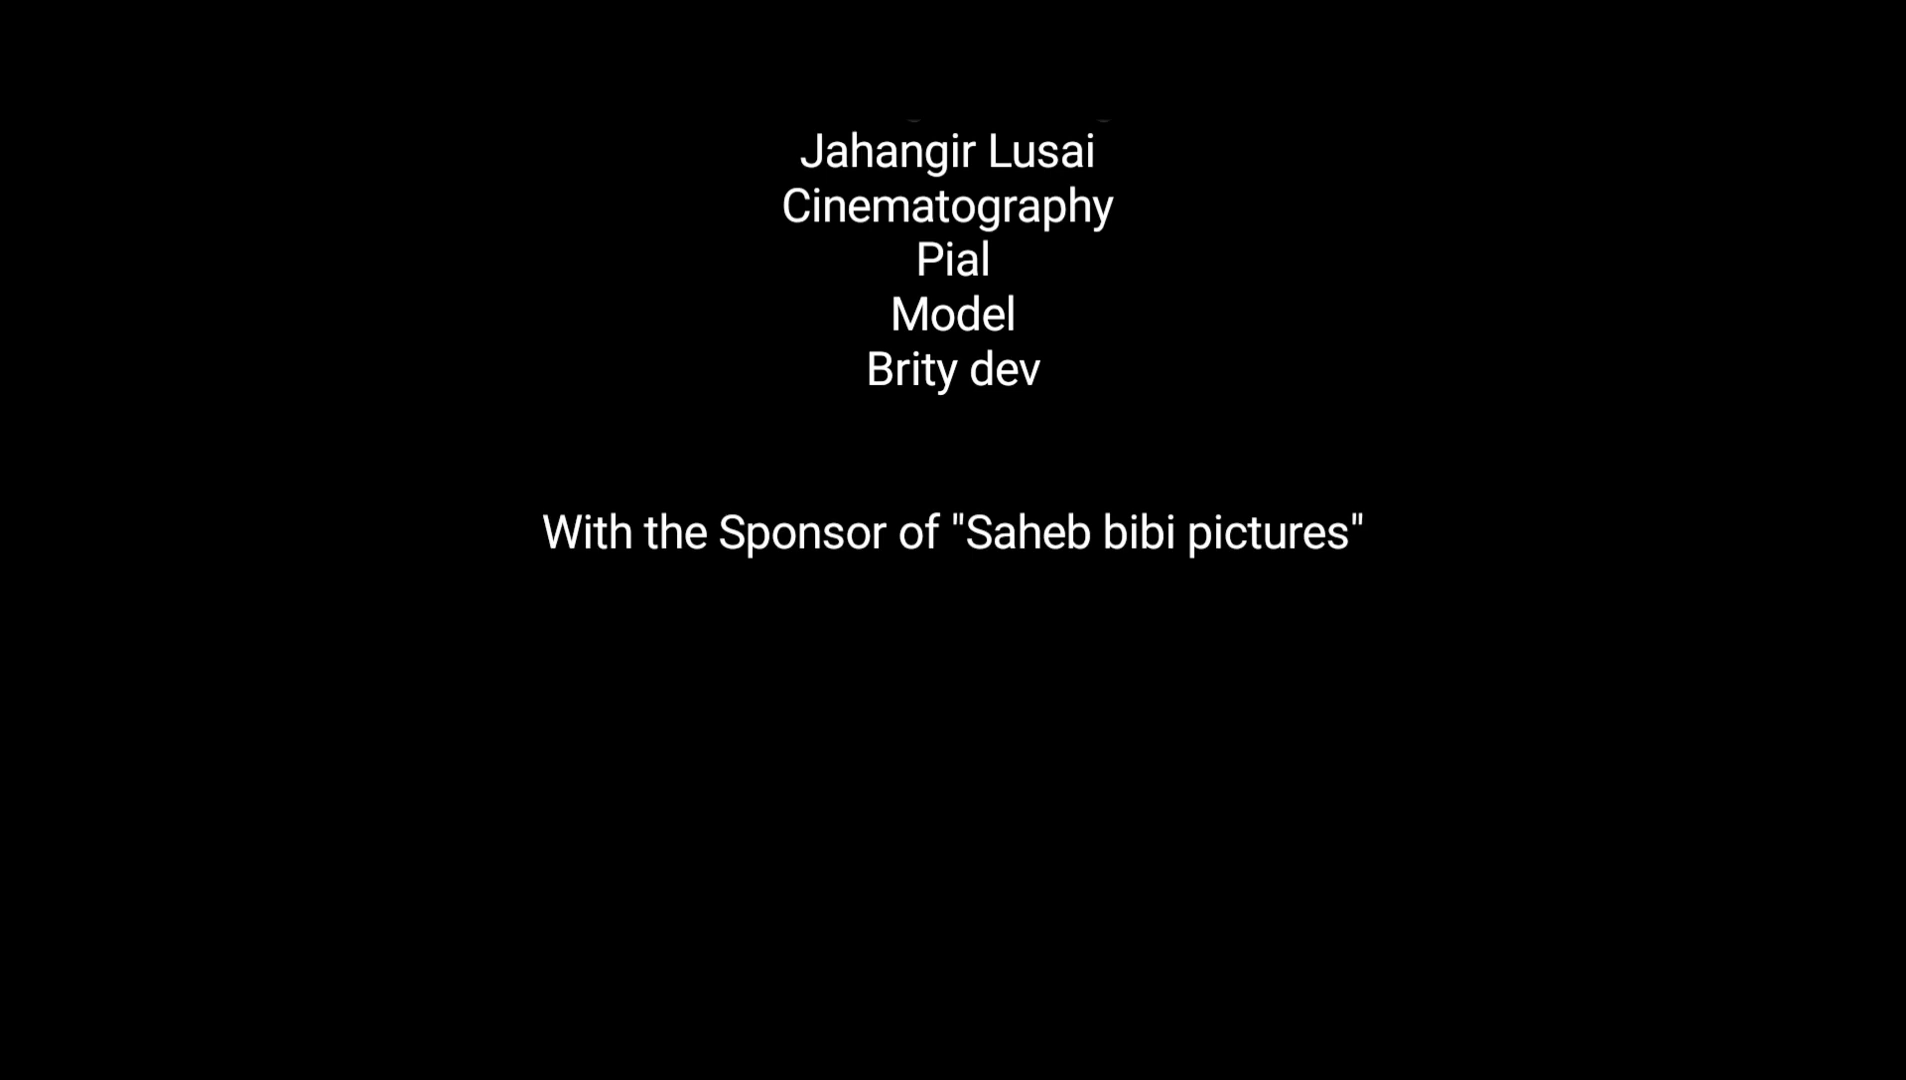 Jahangir Lusai
Cinematography
Pial
Model
Brity dev
With the Sponsor of "Saheb bibi pictures"